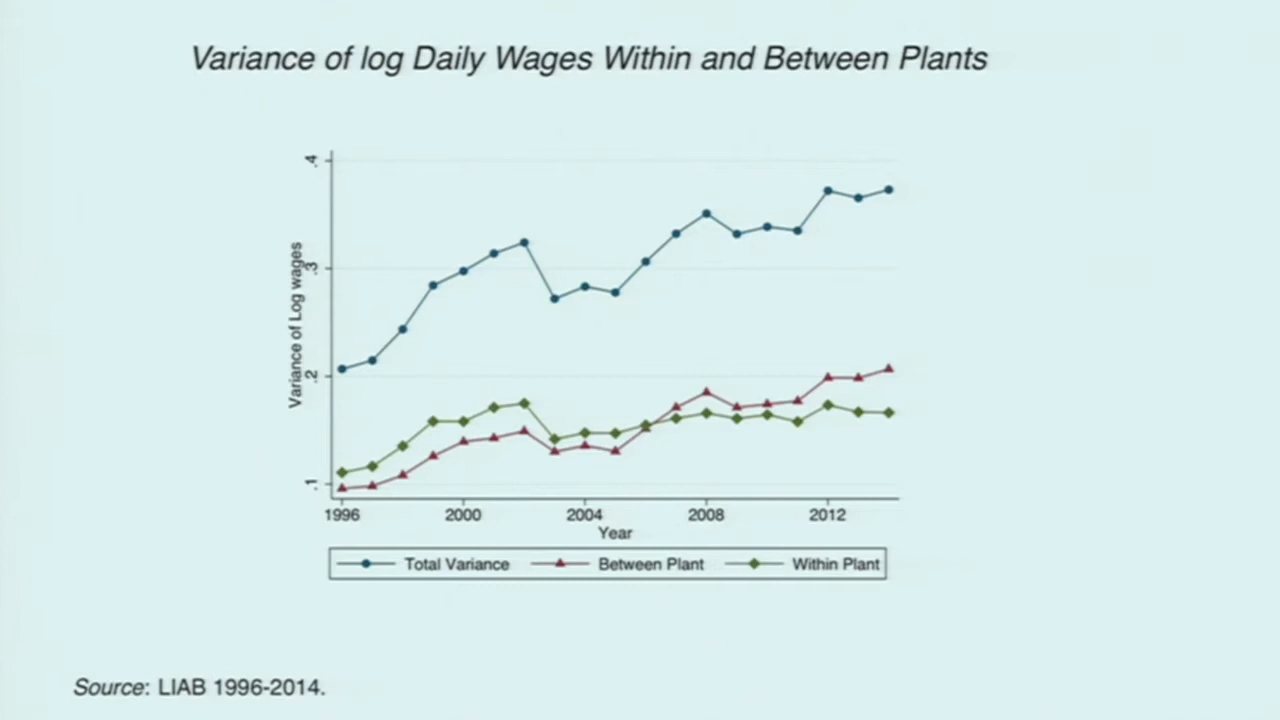 Variance of log Daily Wages Within and Between Plants
.4
.3
.2
.1
Variance of Log wages
1996 2000 2004 2008 2012
Year
Total Variance Between Plant Within Plant
Source: LIAB 1996-2014.